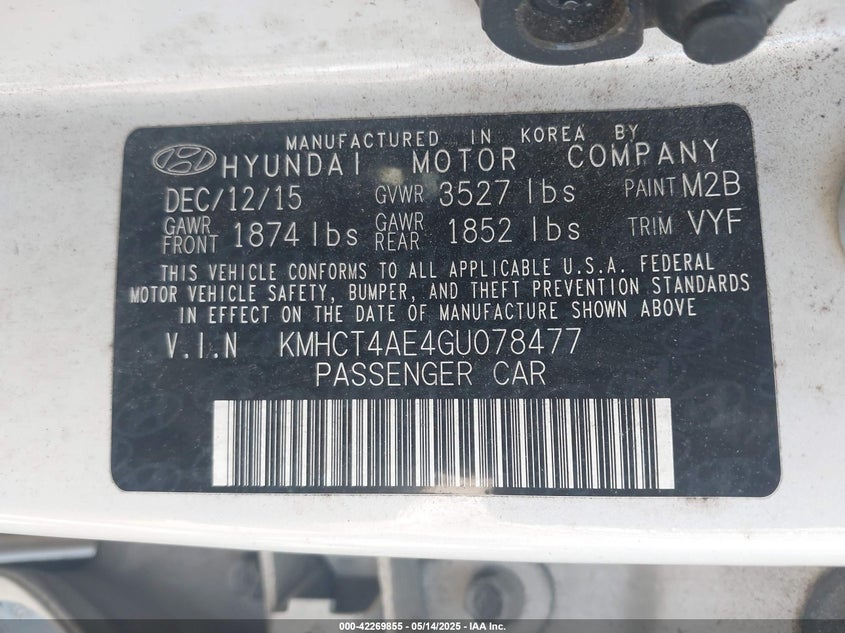 MANUFACTURED IN KOREA BY
HYUNDAI MOTOR COMPANY
DEC/12/15 GVWR 3527 lbs PAINT M2B
GAWR FRONT 1874 lbs GAWR REAR 1852 lbs TRIM VYF
THIS VEHICLE CONFORMS TO ALL APPLICABLE U.S.A. FEDERAL
MOTOR VEHICLE SAFETY, BUMPER, AND THEFT PREVENTION STANDARDS
IN EFFECT ON THE DATE OF MANUFACTURE SHOWN ABOVE
V.I.N KMHCT4AE4GU078477
PASSENGER CAR
000-42269855 - 05/14/2025 - IAA Inc.